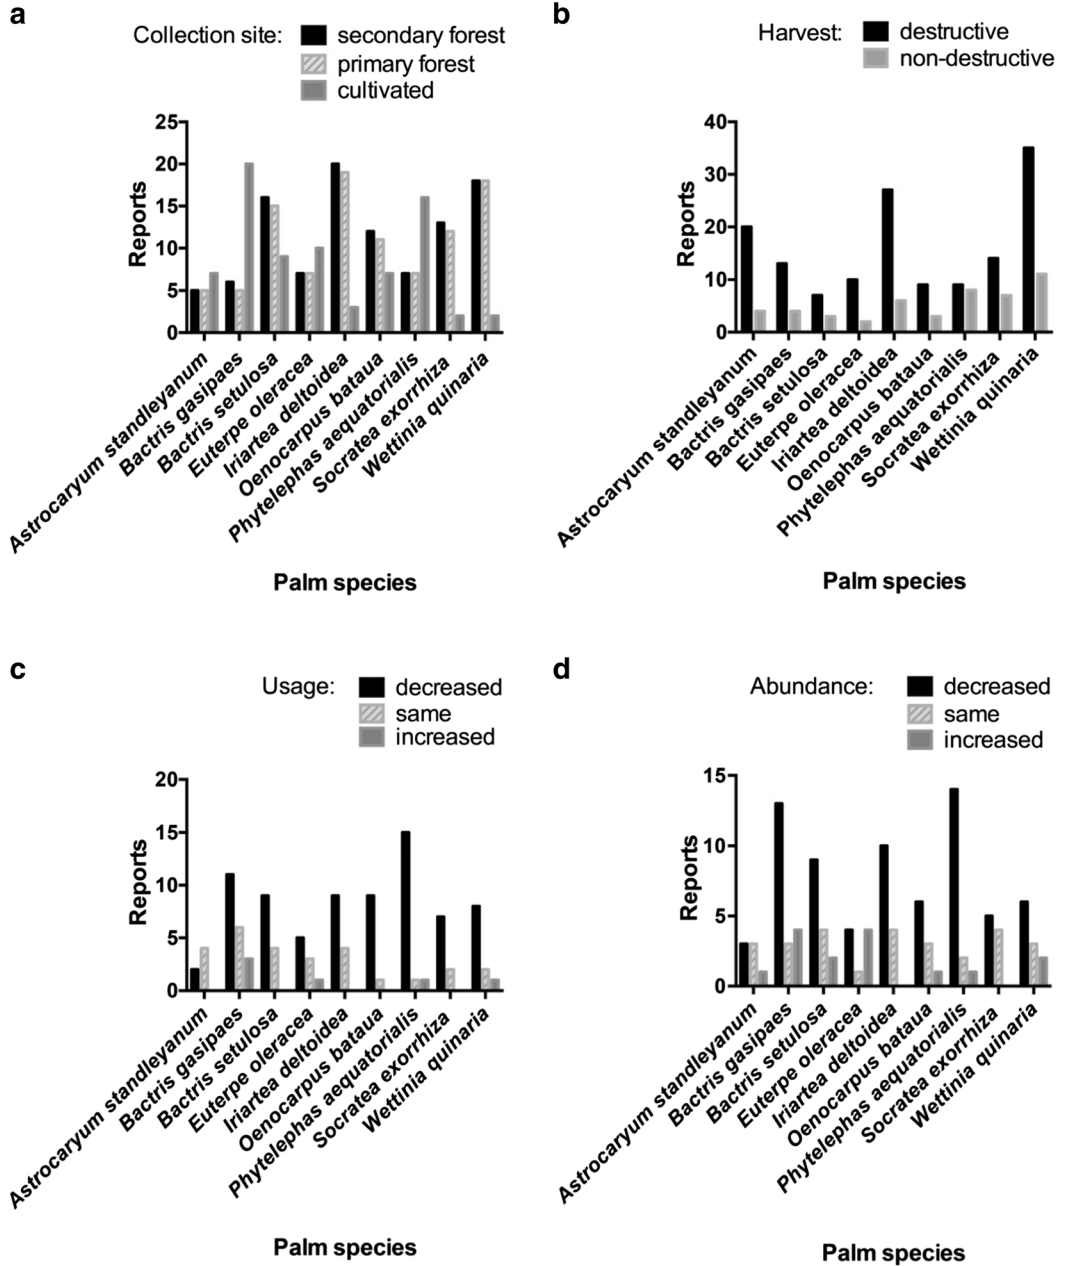 a
Collection site:
secondary forest
primary forest
cultivated
Reports
25
20
15
10
5
0
Astrocaryum standleyanum
Bactris gasipaes
Bactris setulosa
Euterpe oleracea
Iriartea deltoidea
Oenocarpus bataua
Phytelephas aequatorialis
Socratea exorrhiza
Wettinia quinaria
Palm species
b
Harvest:
destructive
non-destructive
Reports
40
30
20
10
0
Astrocaryum standleyanum
Bactris gasipaes
Bactris setulosa
Euterpe oleracea
Iriartea deltoidea
Oenocarpus bataua
Phytelephas aequatorialis
Socratea exorrhiza
Wettinia quinaria
Palm species
c
Usage:
decreased
same
increased
Reports
20
15
10
5
0
Astrocaryum standleyanum
Bactris gasipaes
Bactris setulosa
Euterpe oleracea
Iriartea deltoidea
Oenocarpus bataua
Phytelephas aequatorialis
Socratea exorrhiza
Wettinia quinaria
Palm species
d
Abundance:
decreased
same
increased
Reports
15
10
5
0
Astrocaryum standleyanum
Bactris gasipaes
Bactris setulosa
Euterpe oleracea
Iriartea deltoidea
Oenocarpus bataua
Phytelephas aequatorialis
Socratea exorrhiza
Wettinia quinaria
Palm species